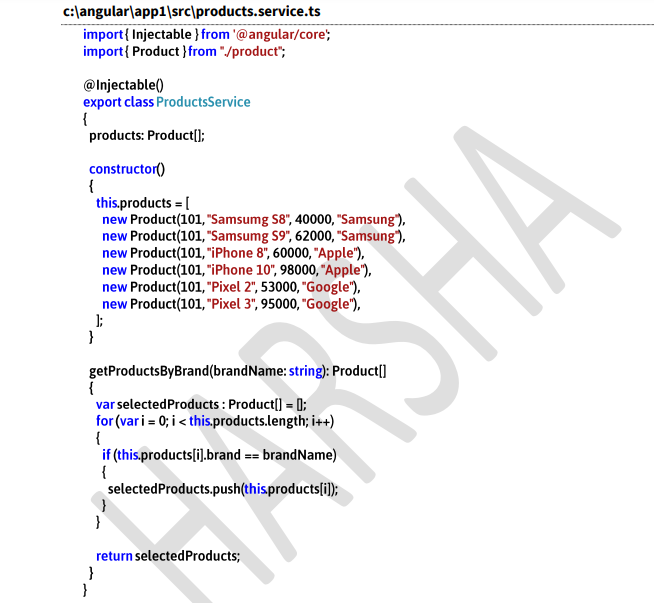 c:\angular\app1\src\products.service.ts
import { Injectable } from '@angular/core';
import { Product } from "./product";
@Injectable()
export class ProductsService
{
products: Product[];
constructor()
{
this.products = [
new Product(101, "Samsumg S8", 40000, "Samsung"),
new Product(101, "Samsumg S9", 62000, "Samsung"),
new Product(101, "iPhone 8", 60000, "Apple"),
new Product(101, "iPhone 10", 98000, "Apple"),
new Product(101, "Pixel 2", 53000, "Google"),
new Product(101, "Pixel 3", 95000, "Google"),
];
}
getProductsByBrand(brandName: string): Product[]
{
var selectedProducts : Product[] = [];
for (var i = 0; i < this.products.length; i++)
{
if (this.products[i].brand == brandName)
{
selectedProducts.push(this.products[i]);
}
}
return selectedProducts;
}
}
HARSHA